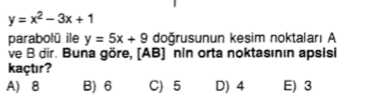 y = x² – 3x + 1
parabolü ile y = 5x + 9 doğrusunun kesim noktaları A
ve B dir. Buna göre, [AB] nin orta noktasının apsisi
kaçtır?
A) 8 B) 6 C) 5 D) 4 E) 3